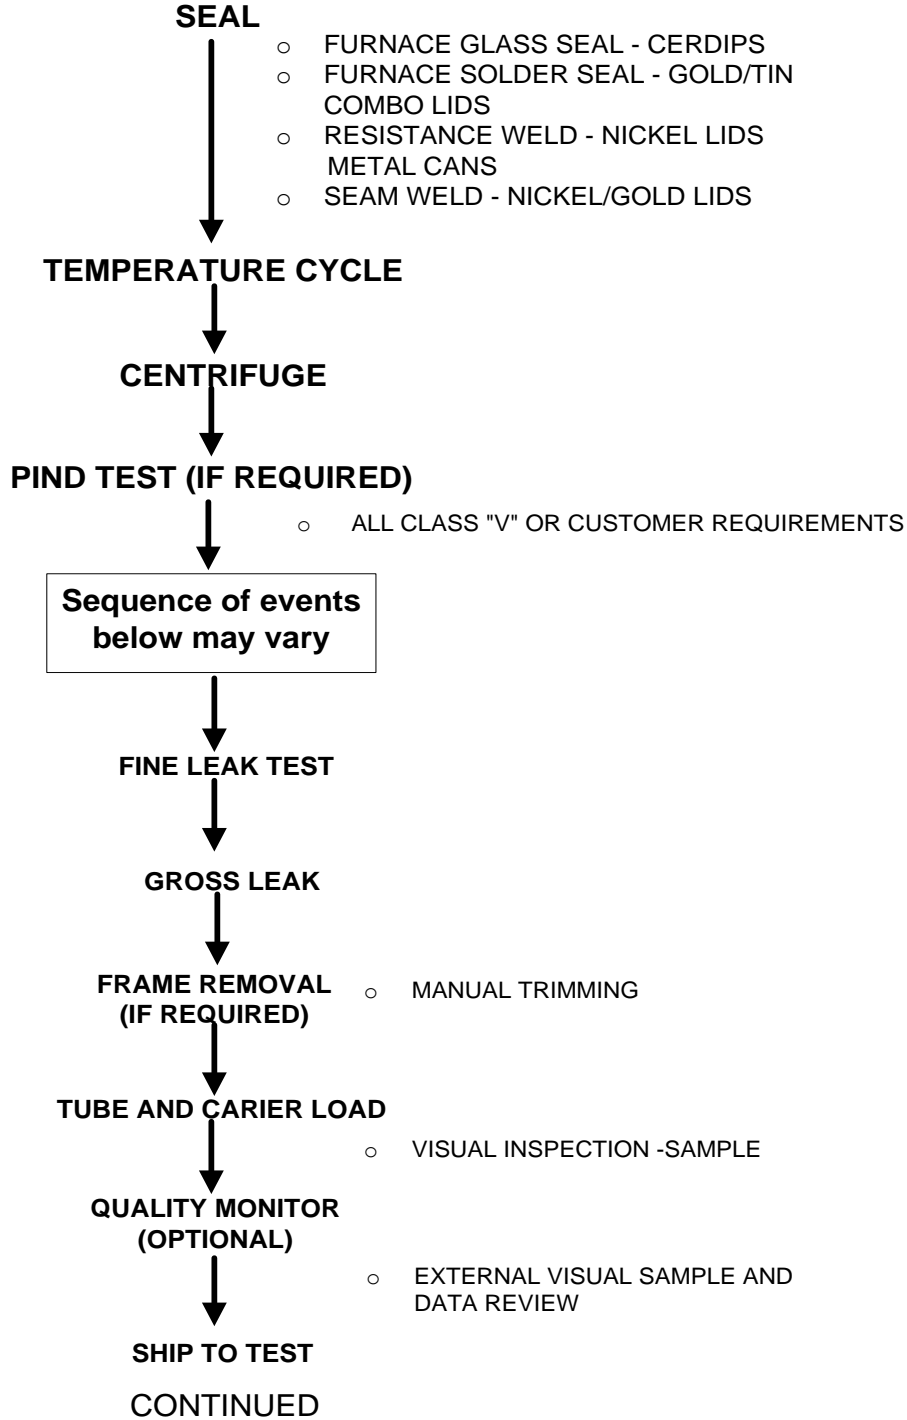 SEAL
o FURNACE GLASS SEAL - CERDIPS
o FURNACE SOLDER SEAL - GOLD/TIN
COMBO LIDS
o RESISTANCE WELD - NICKEL LIDS
METAL CANS
o SEAM WELD - NICKEL/GOLD LIDS
TEMPERATURE CYCLE
CENTRIFUGE
PIND TEST (IF REQUIRED)
o ALL CLASS "V" OR CUSTOMER REQUIREMENTS
Sequence of events
below may vary
FINE LEAK TEST
GROSS LEAK
FRAME REMOVAL
(IF REQUIRED)
o MANUAL TRIMMING
TUBE AND CARIER LOAD
o VISUAL INSPECTION -SAMPLE
QUALITY MONITOR
(OPTIONAL)
o EXTERNAL VISUAL SAMPLE AND
DATA REVIEW
SHIP TO TEST
CONTINUED